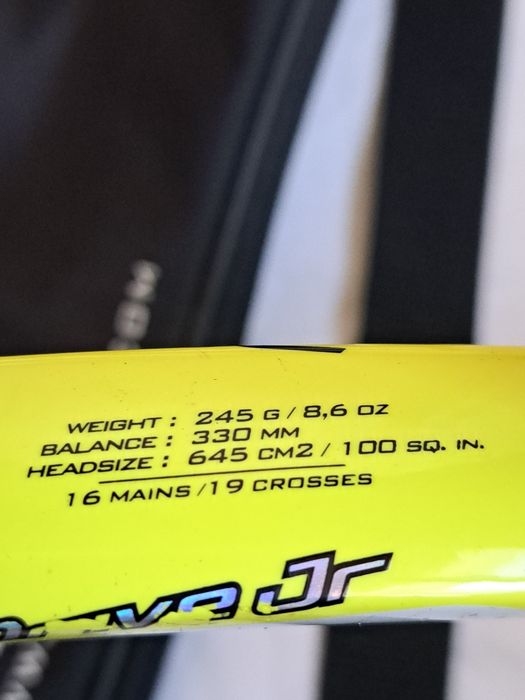 WEIGHT : 245 G / 8,6 OZ
BALANCE : 330 MM
HEADSIZE : 645 CM2 / 100 SQ. IN.
16 MAINS / 19 CROSSES
Jr